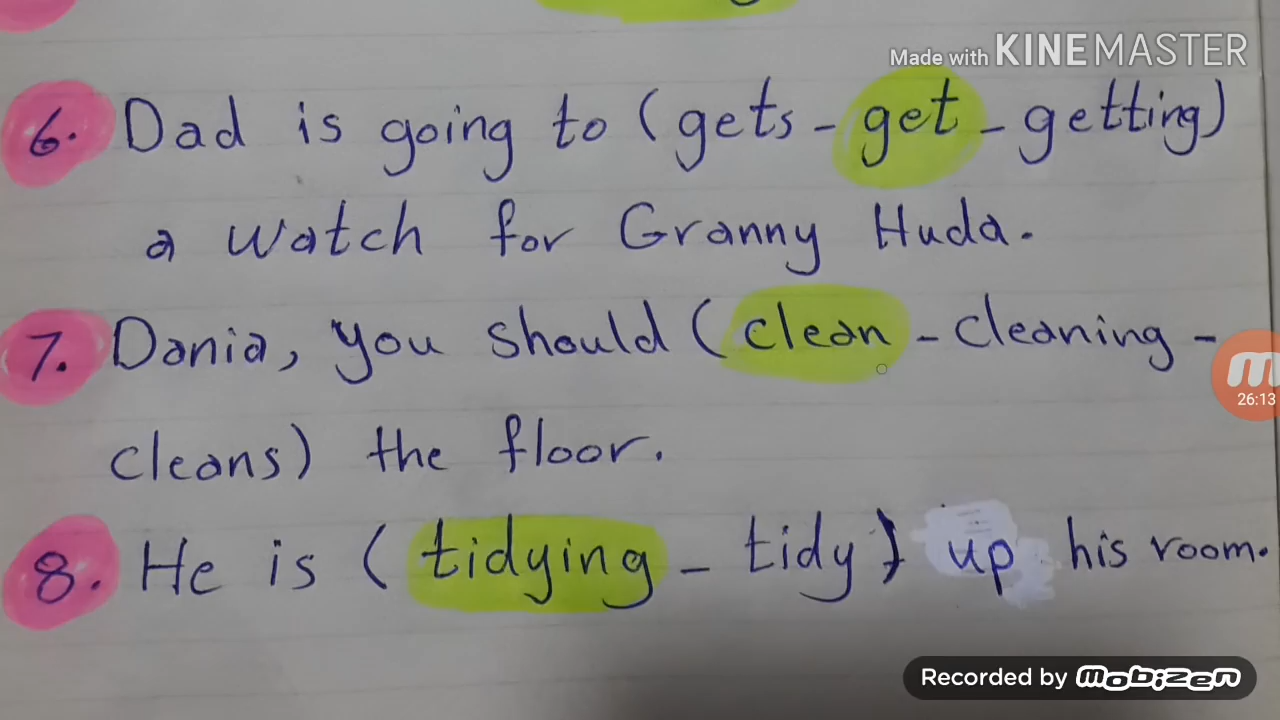 Made with KINEMASTER
6. Dad is going to (gets - get - getting)
a watch for Granny Huda.
7. Dania, you should (clean - cleaning -
26:13
cleans) the floor.
8. He is (tidying - tidy) up his room.
Recorded by mobizen